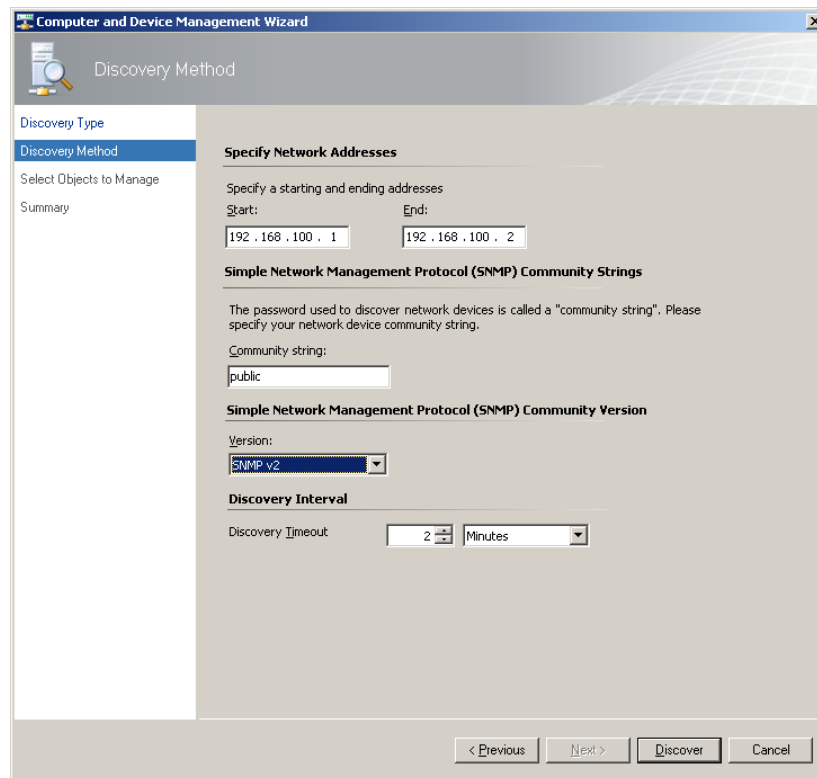 Computer and Device Management Wizard
Discovery Method
Discovery Type
Discovery Method
Select Objects to Manage
Summary
Specify Network Addresses
Specify a starting and ending addresses
Start: End:
192 . 168 . 100 . 1 192 . 168 . 100 . 2
Simple Network Management Protocol (SNMP) Community Strings
The password used to discover network devices is called a "community string". Please
specify your network device community string.
Community string:
public
Simple Network Management Protocol (SNMP) Community Version
Version:
SNMP v2
Discovery Interval
Discovery Timeout 2 Minutes
< Previous Next > Discover Cancel